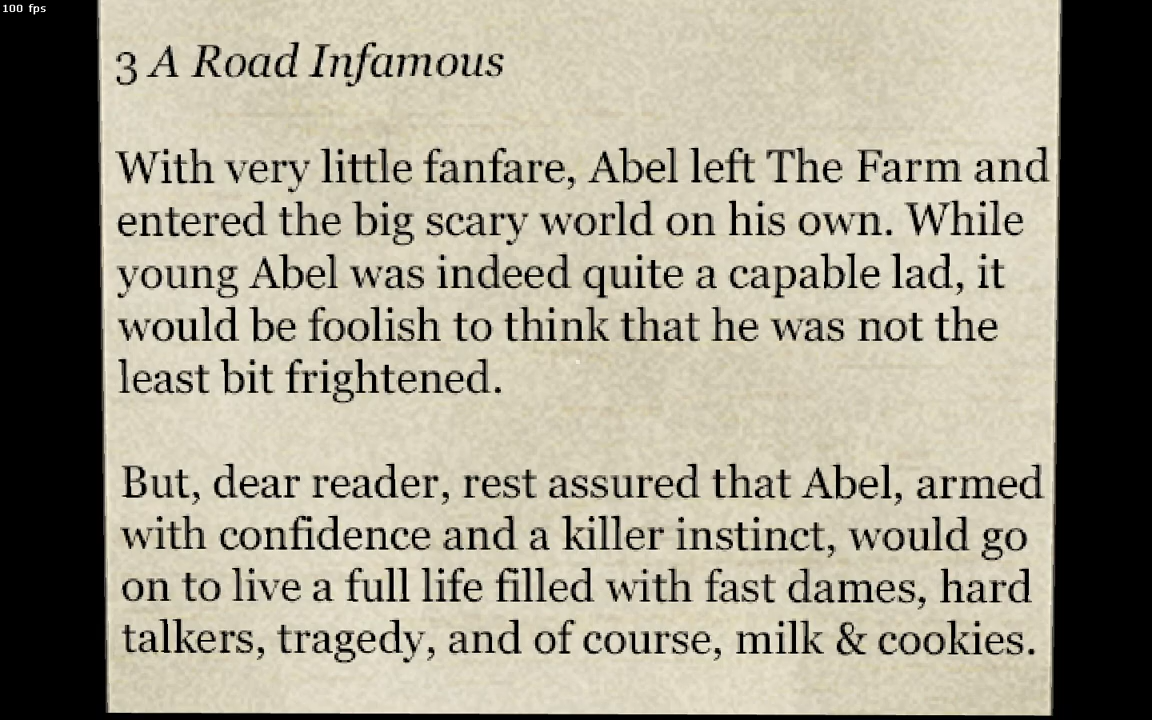 100 fps
3 A Road Infamous
With very little fanfare, Abel left The Farm and
entered the big scary world on his own. While
young Abel was indeed quite a capable lad, it
would be foolish to think that he was not the
least bit frightened.
But, dear reader, rest assured that Abel, armed
with confidence and a killer instinct, would go
on to live a full life filled with fast dames, hard
talkers, tragedy, and of course, milk & cookies.